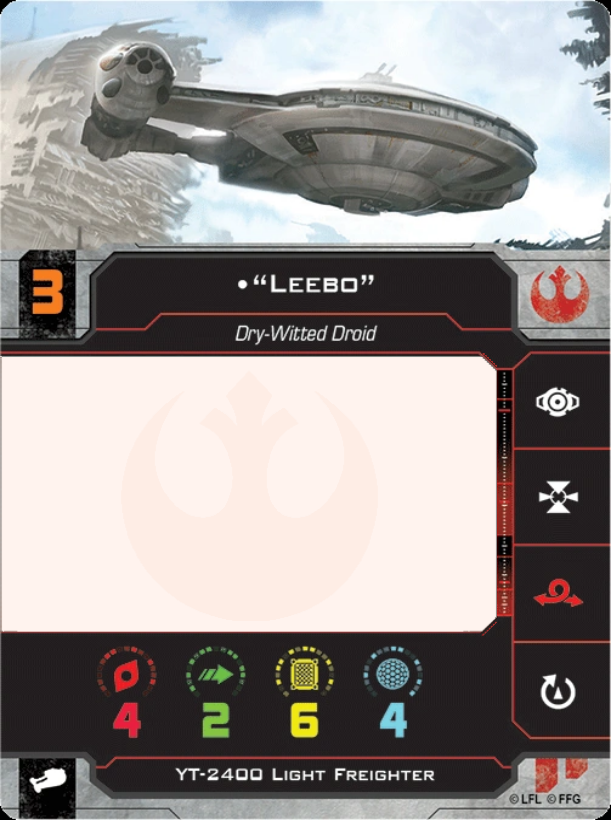 3
•“Leebo”
Dry-Witted Droid
4 2 6 4
YT-2400 Light Freighter
© LFL © FFG